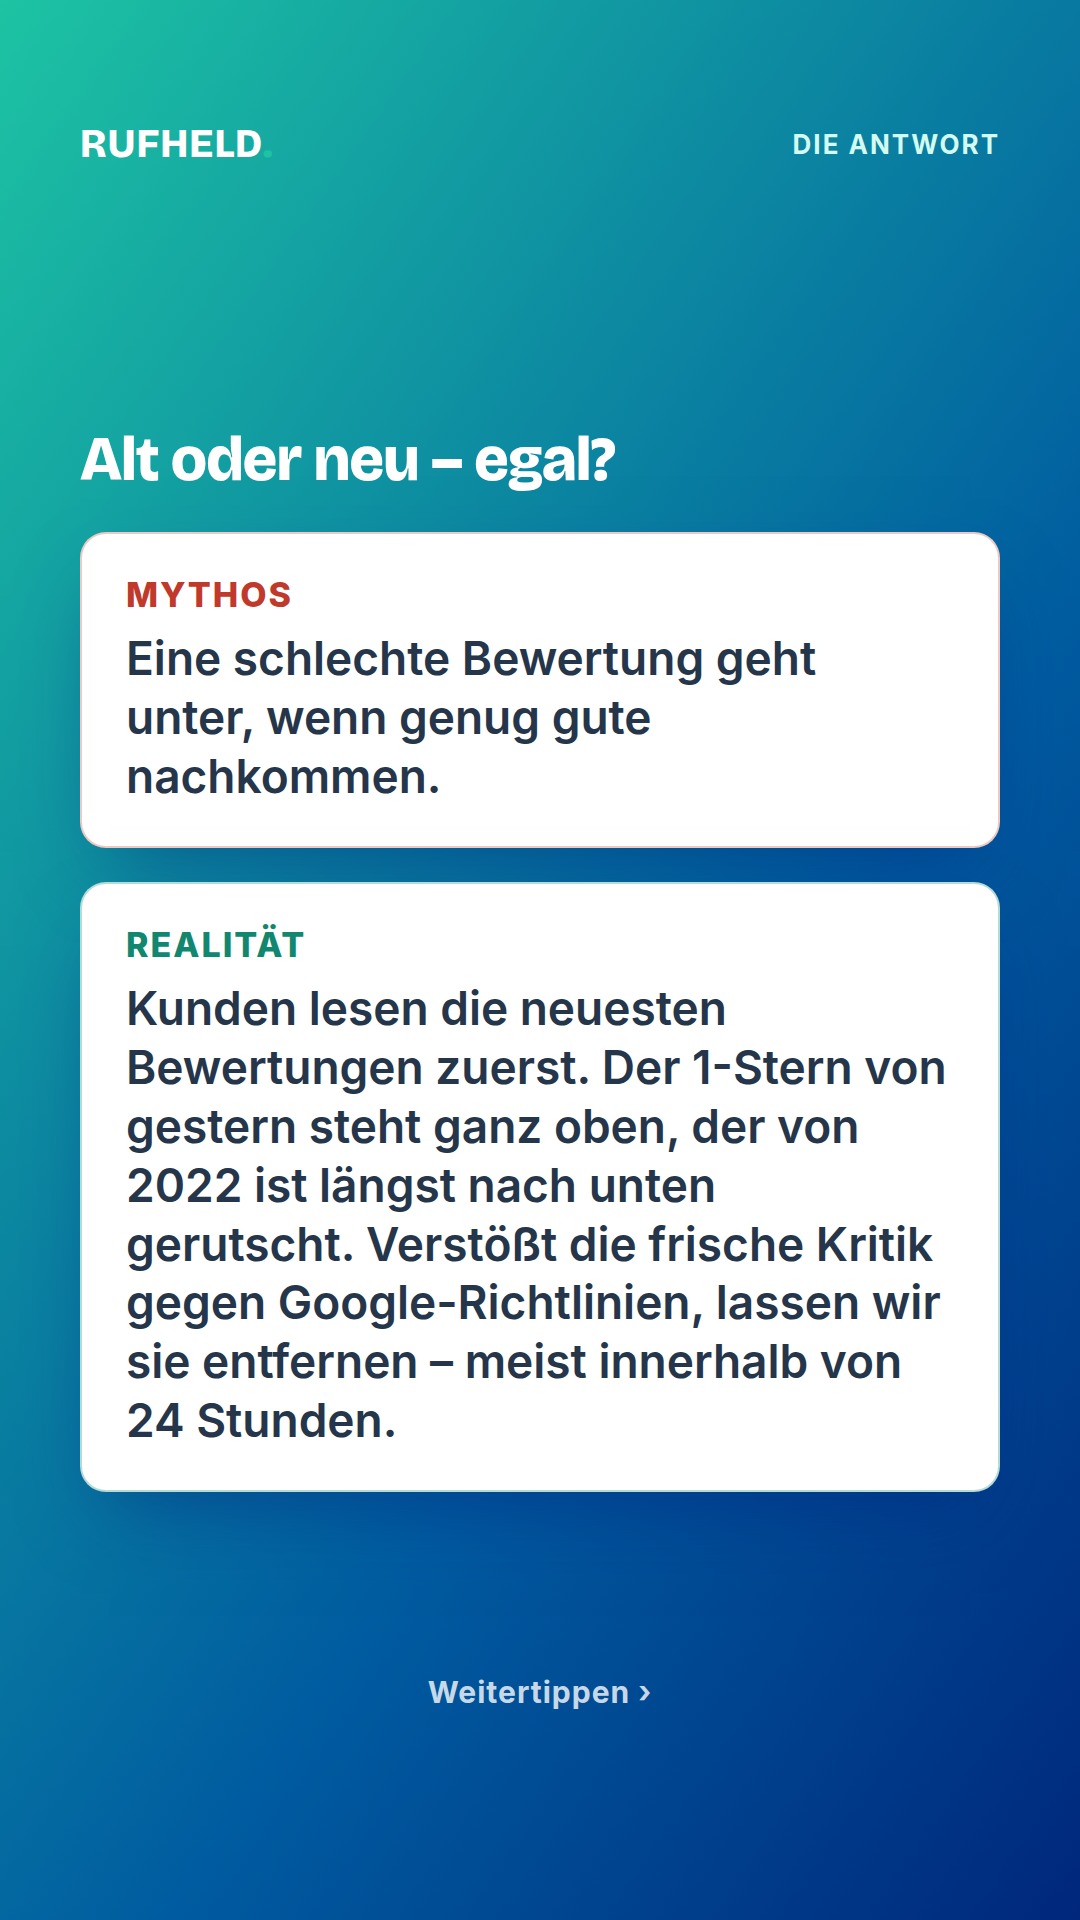 RUFHELD.
DIE ANTWORT
Alt oder neu – egal?
MYTHOS
Eine schlechte Bewertung geht
unter, wenn genug gute
nachkommen.
REALITÄT
Kunden lesen die neuesten
Bewertungen zuerst. Der 1-Stern von
gestern steht ganz oben, der von
2022 ist längst nach unten
gerutscht. Verstößt die frische Kritik
gegen Google-Richtlinien, lassen wir
sie entfernen – meist innerhalb von
24 Stunden.
Weitertippen ›